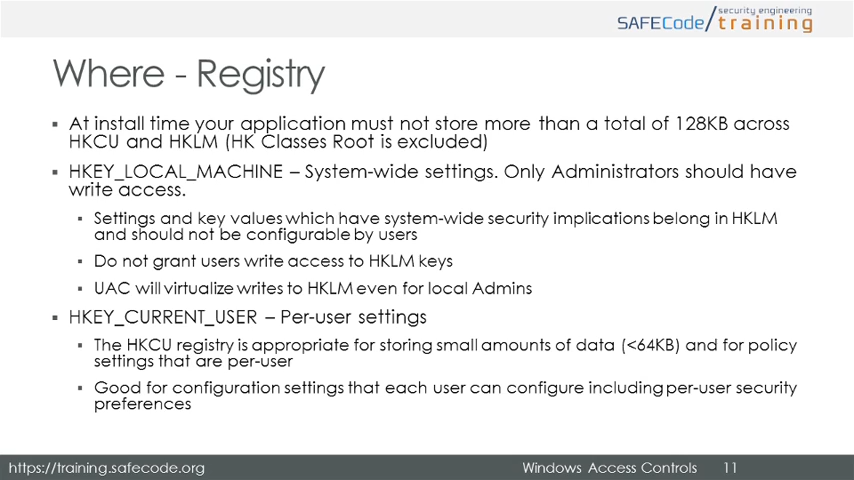 security engineering
SAFECode/training
Where - Registry
▪ At install time your application must not store more than a total of 128KB across
HKCU and HKLM (HK Classes Root is excluded)
▪ HKEY_LOCAL_MACHINE – System-wide settings. Only Administrators should have
write access.
▪ Settings and key values which have system-wide security implications belong in HKLM
and should not be configurable by users
▪ Do not grant users write access to HKLM keys
▪ UAC will virtualize writes to HKLM even for local Admins
▪ HKEY_CURRENT_USER – Per-user settings
▪ The HKCU registry is appropriate for storing small amounts of data (<64KB) and for policy
settings that are per-user
▪ Good for configuration settings that each user can configure including per-user security
preferences
https://training.safecode.org Windows Access Controls 11